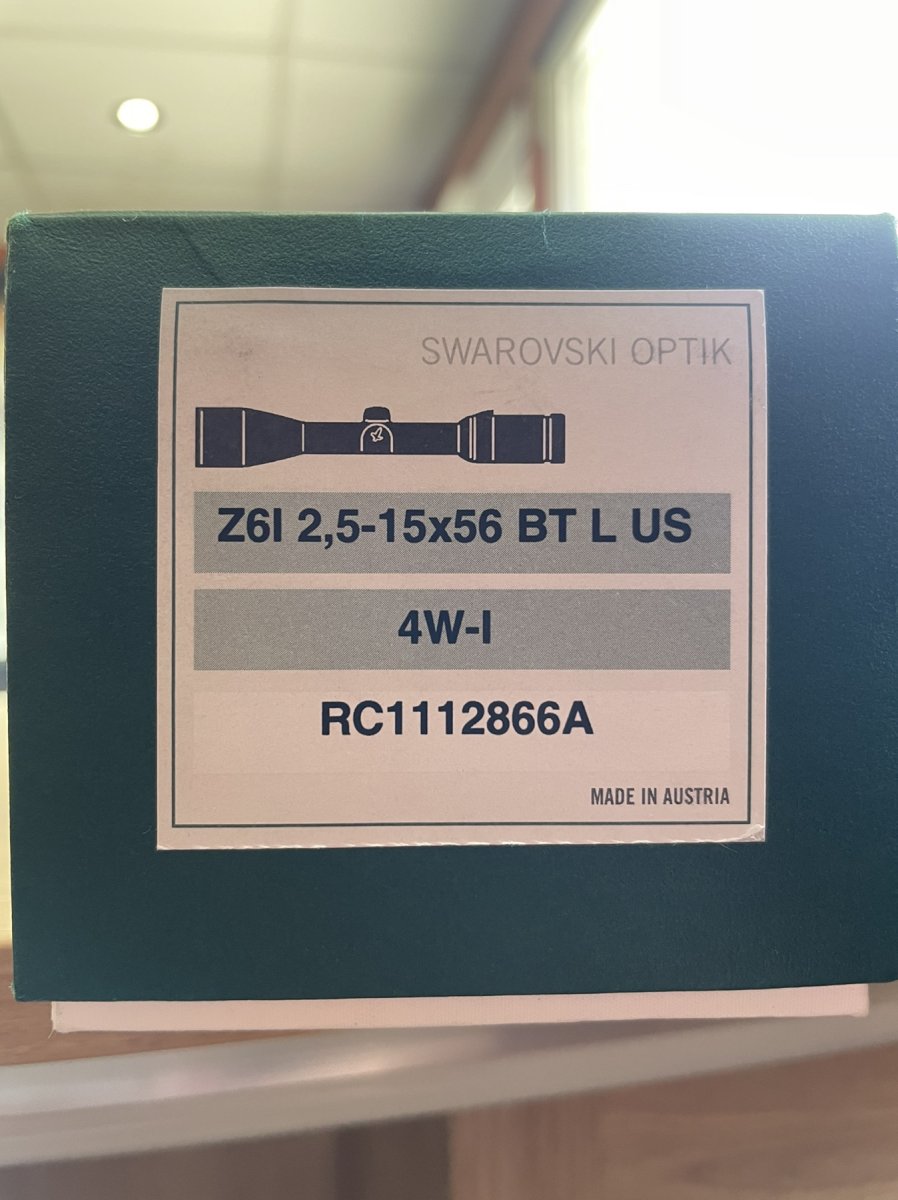 SWAROVSKI OPTIK
Z6I 2,5-15x56 BT L US
4W-I
RC1112866A
MADE IN AUSTRIA